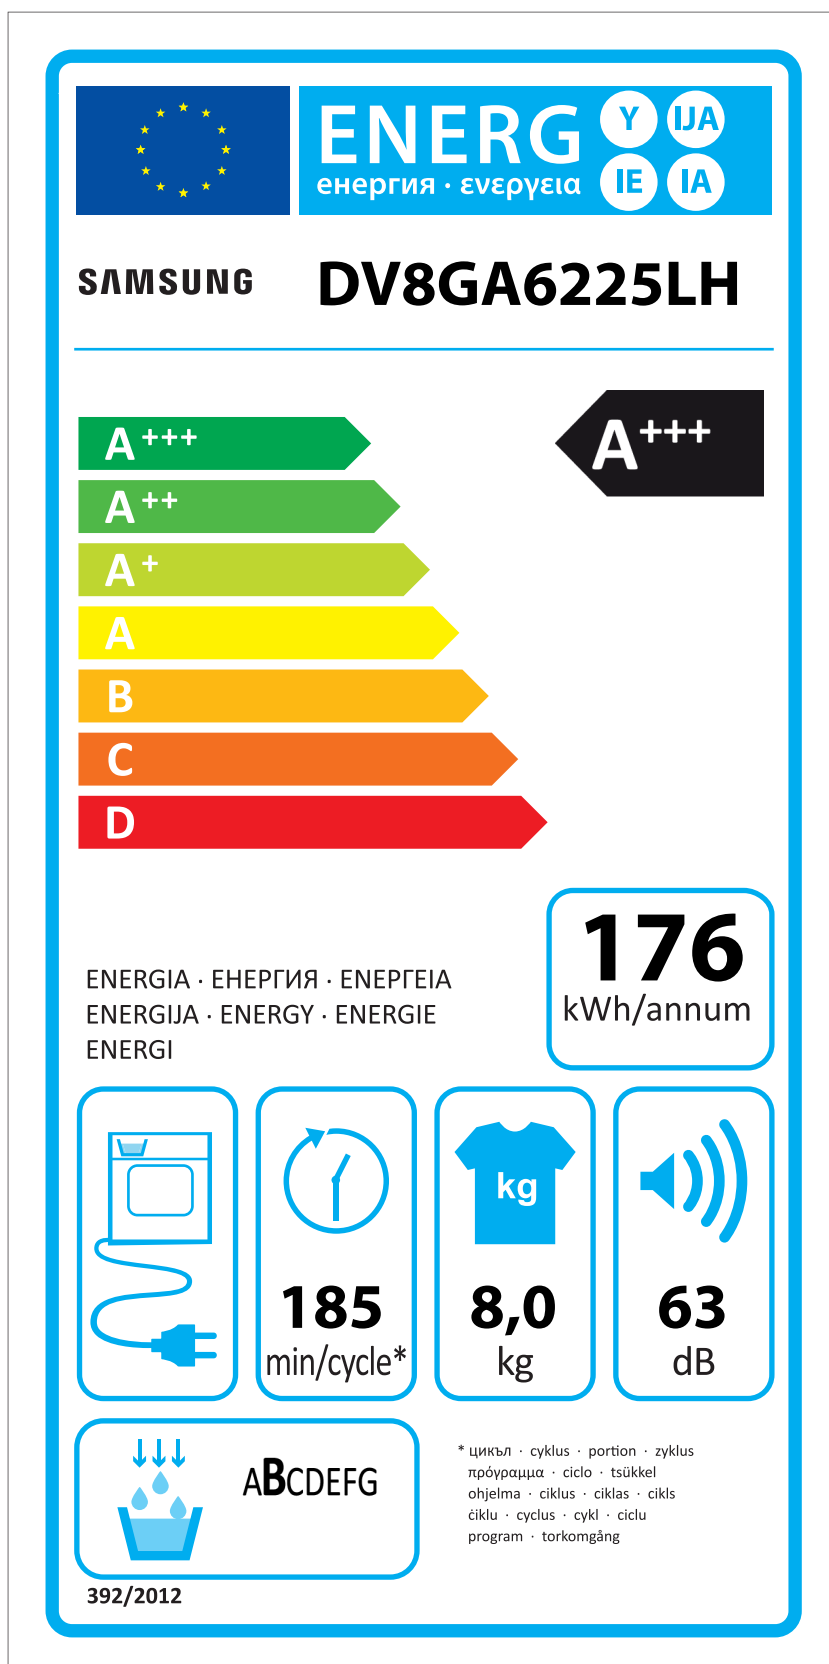 ENERG Y IJA
енергия · ενεργεια IE IA
SAMSUNG DV8GA6225LH
A+++
A+++
A++
A+
A
B
C
D
176
kWh/annum
ENERGIA · ЕНЕРГИЯ · ΕΝΕΡΓΕΙΑ
ENERGIJA · ENERGY · ENERGIE
ENERGI
kg
185
min/cycle*
8,0
kg
63
dB
ABCDEFG
* цикъл · cyklus · portion · zyklus
πρόγραμμα · ciclo · tsükkel
ohjelma · ciklus · ciklas · cikls
ċiklu · cyclus · cykl · ciclu
program · torkomgång
392/2012